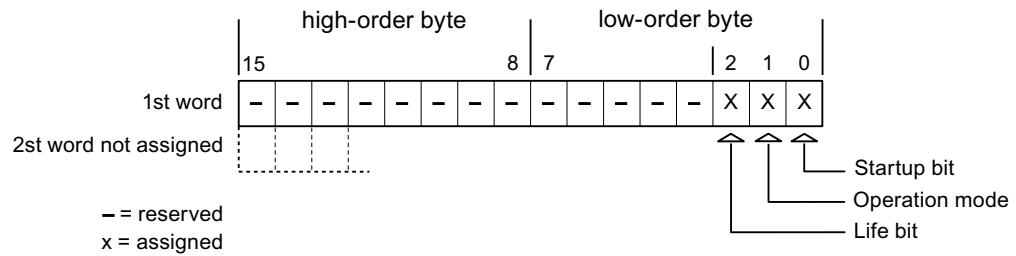 high-order byte low-order byte
15 8 7 2 1 0
1st word – – – – – – – – – – – – – X X X
2st word not assigned
Startup bit
– = reserved Operation mode
x = assigned Life bit